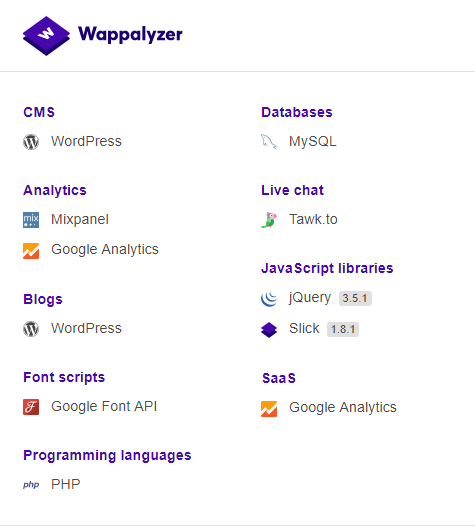 Wappalyzer
CMS
WordPress
Analytics
mix
Mixpanel
Google Analytics
Blogs
WordPress
Font scripts
F
Google Font API
Programming languages
php PHP
Databases
MySQL
Live chat
Tawk.to
JavaScript libraries
jQuery 3.5.1
Slick 1.8.1
SaaS
Google Analytics